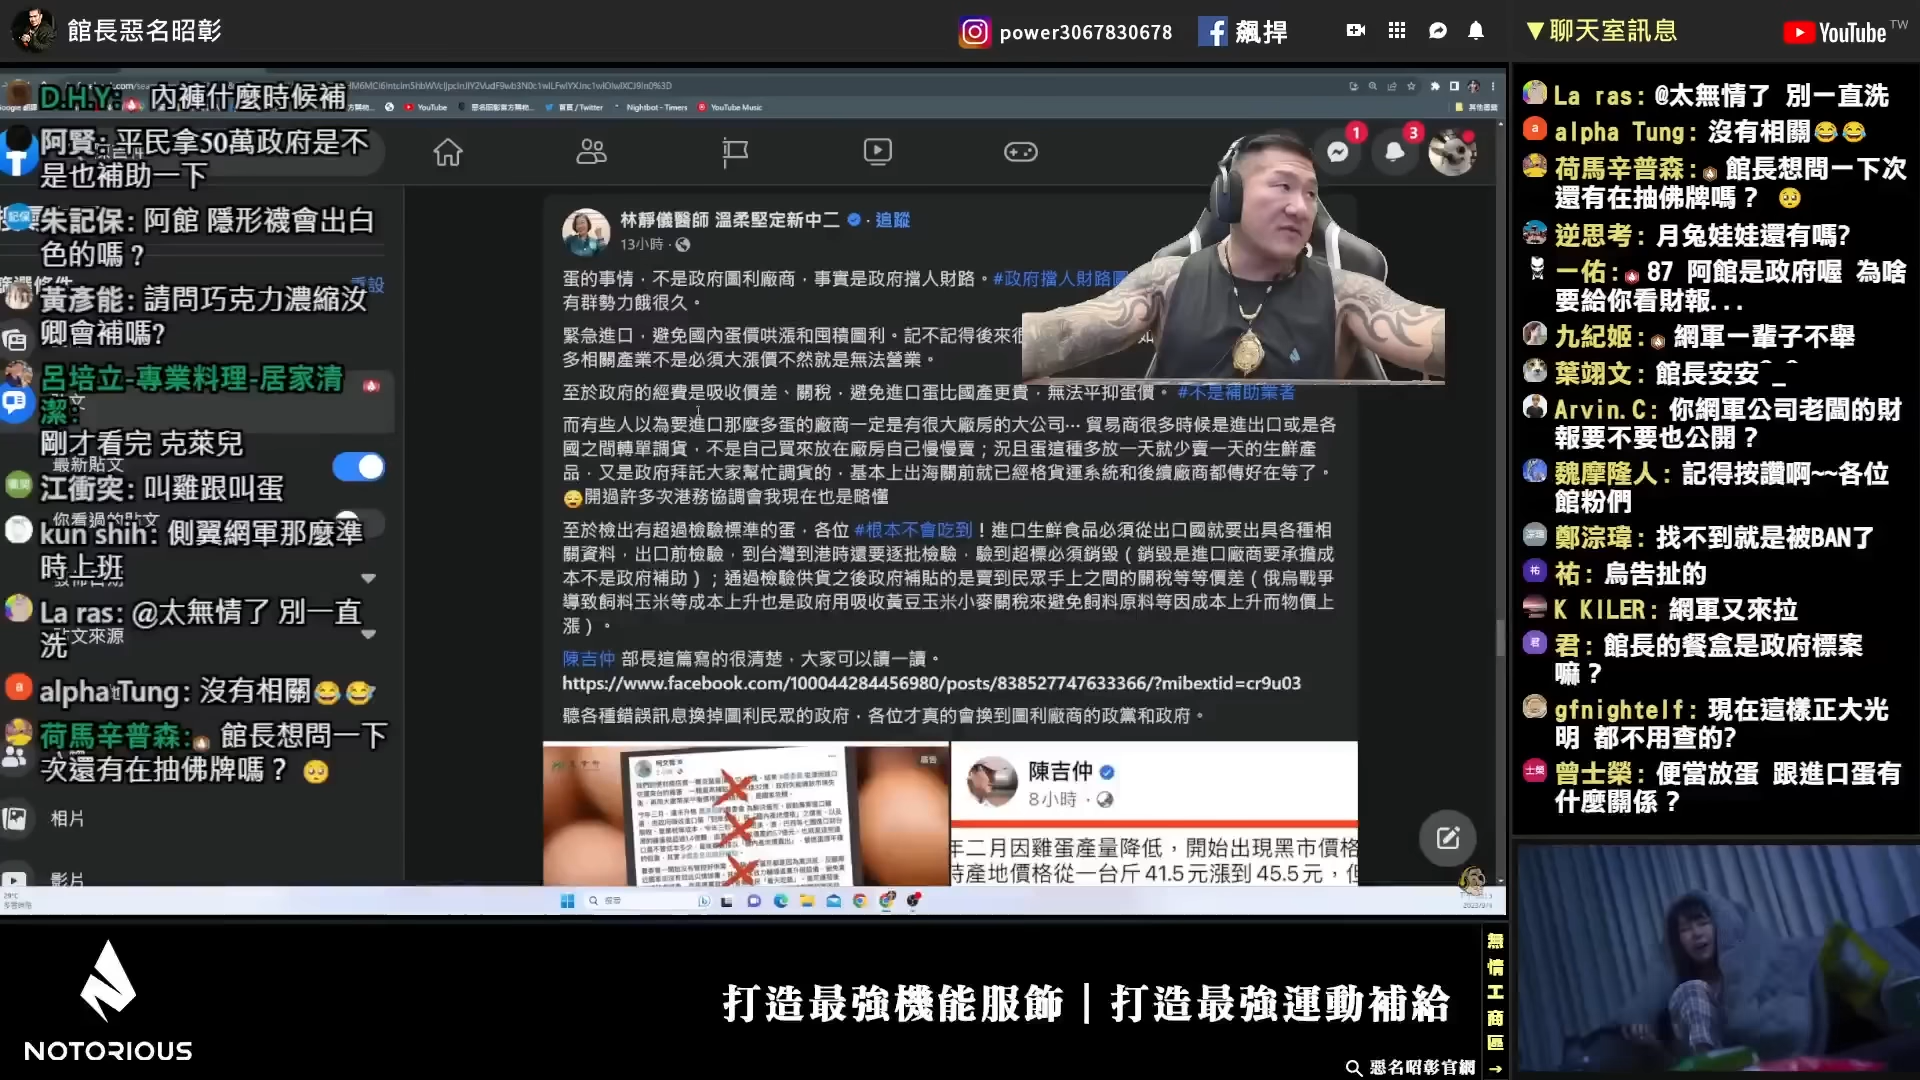 館長惡名昭彰
power3067830678
飆捍
▼聊天室訊息
YouTube TW
YouTube
首頁 / Twitter
Nightbot - Timers
YouTube Music
D.H.Y: 內褲什麼時候補
阿賢: 平民拿50萬政府是不
是也補助一下
朱記保: 阿館 隱形襪會出白
色的嗎?
重設
黃彥能: 請問巧克力濃縮汝
卿會補嗎?
呂培立-專業料理-居家清
潔:
剛才看完 克萊兒
最新貼文
江衝突: 叫雞跟叫蛋
你看過的貼文
kun shih: 側翼網軍那麼準
時上班
La ras: @太無情了 別一直
洗
貼文來源
alpha Tung: 沒有相關😂😂
荷馬辛普森: 館長想問一下
次還有在抽佛牌嗎? 🥺
相片
影片
1
3
林靜儀醫師 溫柔堅定新中二 · 追蹤
13小時 ·
蛋的事情,不是政府圖利廠商,事實是政府擋人財路。#政府擋人財路
有群勢力餓很久。
緊急進口,避免國內蛋價哄漲和囤積圖利。記不記得後來很
多相關產業不是必須大漲價不然就是無法營業。
至於政府的經費是吸收價差、關稅,避免進口蛋比國產更貴,無法平抑蛋價。 #不是補助業者
而有些人以為要進口那麼多蛋的廠商一定是有很大廠房的大公司⋯ 貿易商很多時候是進出口或是各
國之間轉單調貨,不是自己買來放在廠房自己慢慢賣;況且蛋這種多放一天就少賣一天的生鮮產
品,又是政府拜託大家幫忙調貨的,基本上出海關前就已經格貨運系統和後續廠商都傳好在等了。
😌開過許多次港務協調會我現在也是略懂
至於檢出有超過檢驗標準的蛋,各位 #根本不會吃到!進口生鮮食品必須從出口國就要出具各種相
關資料,出口前檢驗,到台灣到港時還要逐批檢驗,驗到超標必須銷毀(銷毀是進口廠商要承擔成
本不是政府補助);通過檢驗供貨之後政府補貼的是賣到民眾手上之間的關稅等等價差(俄烏戰爭
導致飼料玉米等成本上升也是政府用吸收黃豆玉米小麥關稅來避免飼料原料等因成本上升而物價上
漲)。
陳吉仲 部長這篇寫的很清楚,大家可以讀一讀。
https://www.facebook.com/100044284456980/posts/838527747633366/?mibextid=cr9u03
聽各種錯誤訊息換掉圖利民眾的政府,各位才真的會換到圖利廠商的政黨和政府。
陳吉仲
8小時 ·
年二月因雞蛋產量降低,開始出現黑市價格
時產地價格從一台斤 41.5 元漲到 45.5 元,但
搜尋
La ras: @太無情了 別一直洗
alpha Tung: 沒有相關😂😂
荷馬辛普森: 館長想問一下次
還有在抽佛牌嗎? 🥺
逆思考: 月兔娃娃還有嗎?
一佑: 87 阿館是政府喔 為啥
要給你看財報...
九紀姬: 網軍一輩子不舉
葉翊文: 館長安安^_^
Arvin.C: 你網軍公司老闆的財
報要不要也公開?
魏摩隆人: 記得按讚啊~~各位
館粉們
鄭淙瑋: 找不到就是被BAN了
祐: 鳥告扯的
K KILER: 網軍又來拉
君: 館長的餐盒是政府標案
嘛?
gfnightelf: 現在這樣正大光
明 都不用查的?
曾士榮: 便當放蛋 跟進口蛋有
什麼關係?
NOTORIOUS
打造最強機能服飾 | 打造最強運動補給
惡名昭彰官網
無情工商區→